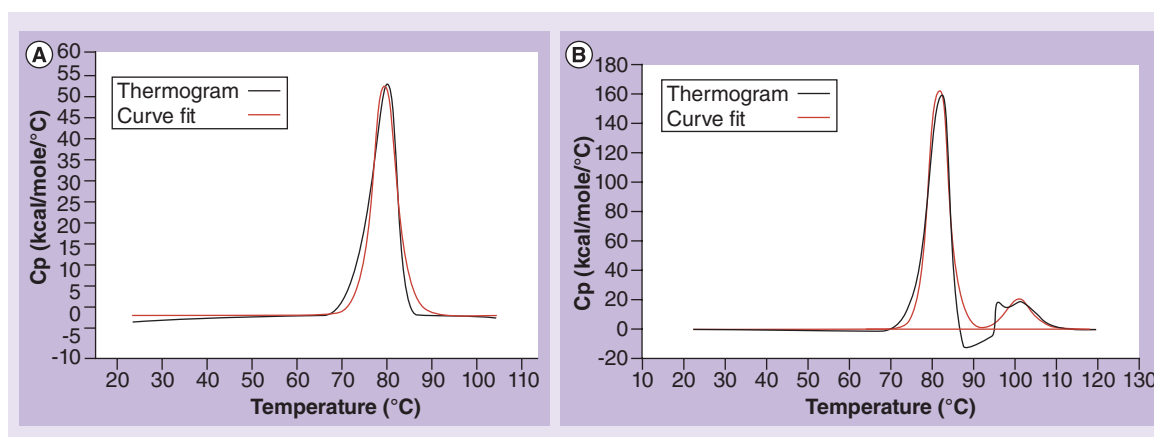 A
60
55
50
45
40
35
30
25
20
15
10
5
0
-5
-10
Cp (kcal/mole/°C)
Thermogram
Curve fit
20 30 40 50 60 70 80 90 100 110
Temperature (°C)
B
180
160
140
120
100
80
60
40
20
0
-20
Cp (kcal/mole/°C)
Thermogram
Curve fit
10 20 30 40 50 60 70 80 90 100 110 120 130
Temperature (°C)